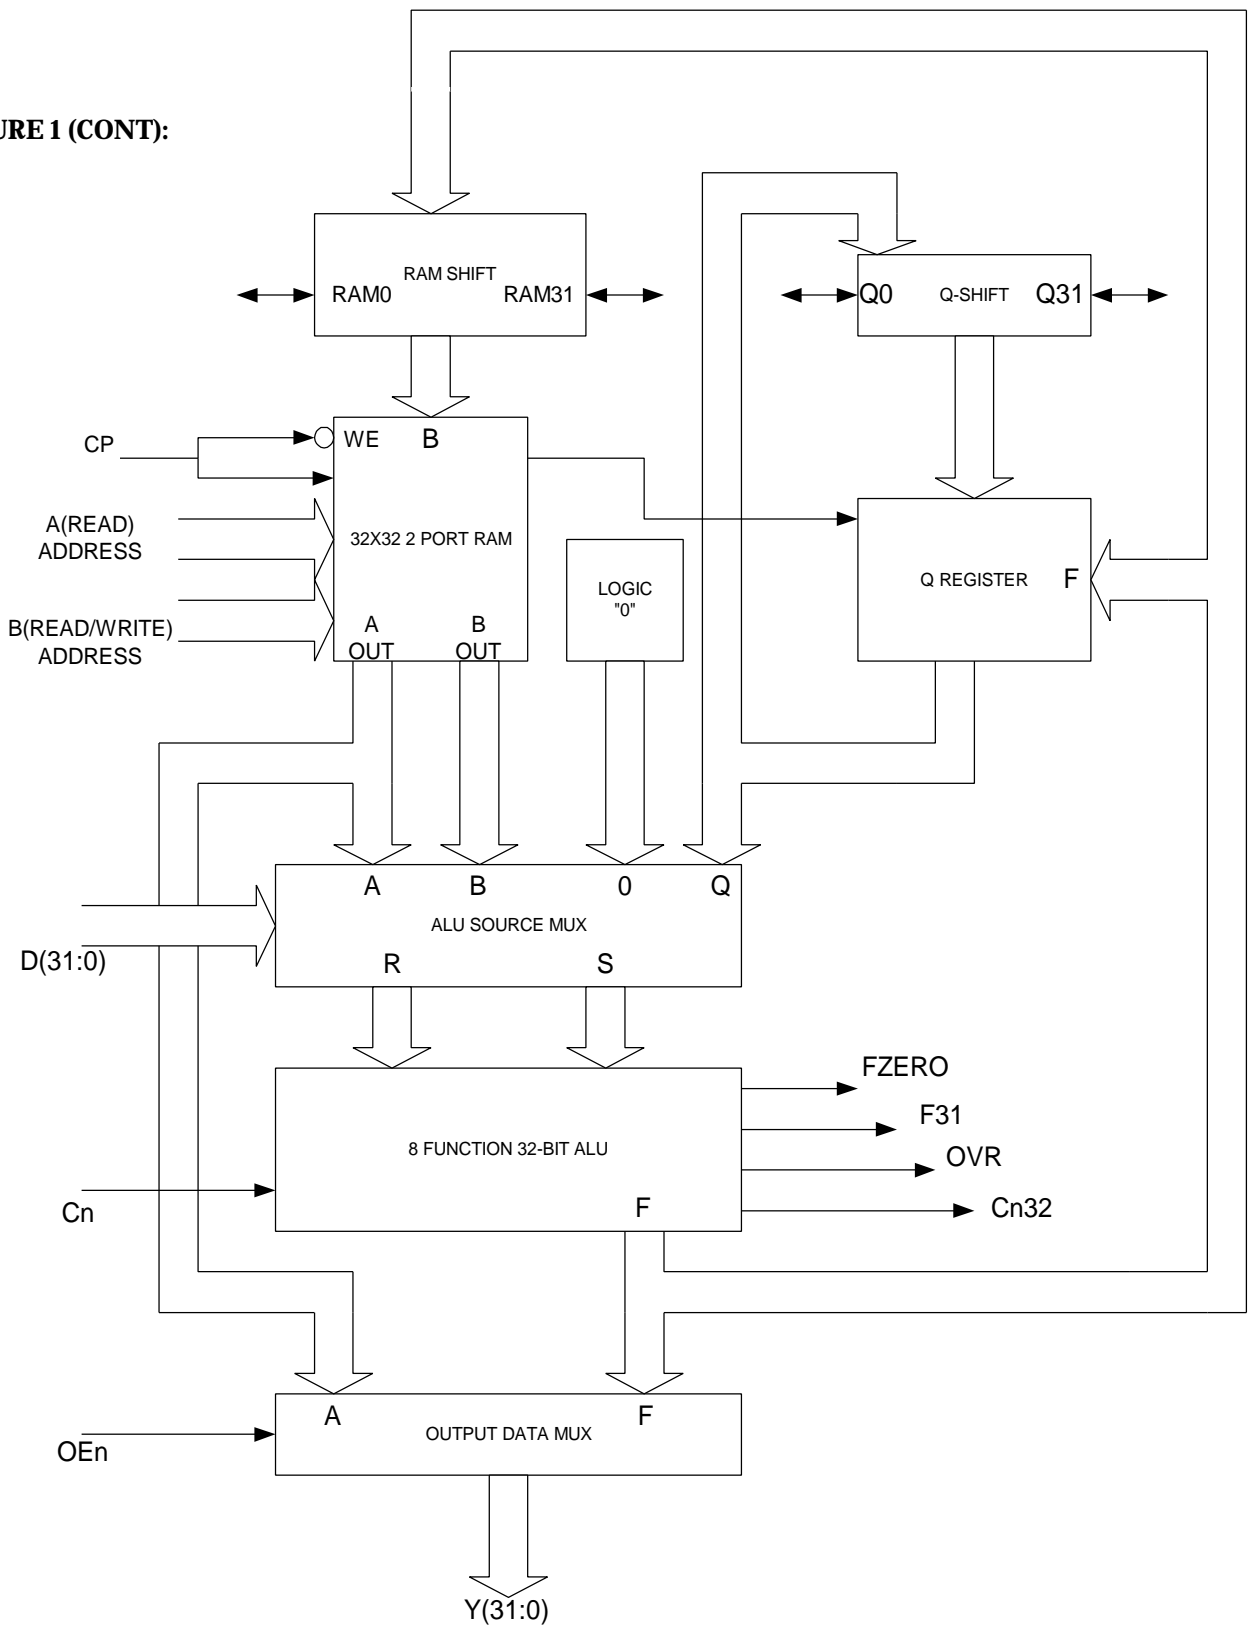 URE 1 (CONT):
RAM SHIFT
RAM0
RAM31
Q0
Q-SHIFT
Q31
CP
WE
B
A(READ)
ADDRESS
32X32 2 PORT RAM
B(READ/WRITE)
ADDRESS
A
OUT
B
OUT
LOGIC
"0"
Q REGISTER
F
A
B
0
Q
ALU SOURCE MUX
D(31:0)
R
S
FZERO
F31
8 FUNCTION 32-BIT ALU
OVR
Cn
F
Cn32
A
F
OUTPUT DATA MUX
OEn
Y(31:0)